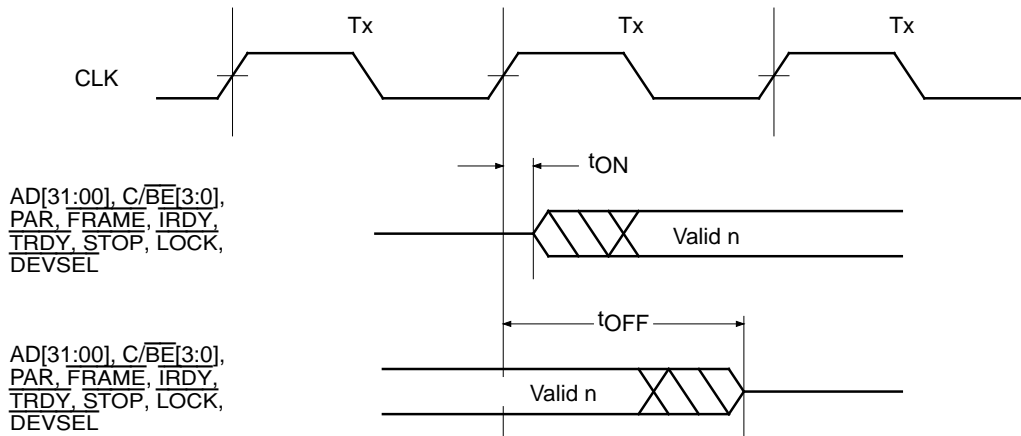 Tx Tx Tx
CLK
tON
AD[31:00], C/BE[3:0],
PAR, FRAME, IRDY,
TRDY, STOP, LOCK,
DEVSEL
Valid n
tOFF
AD[31:00], C/BE[3:0],
PAR, FRAME, IRDY,
TRDY, STOP, LOCK,
DEVSEL
Valid n